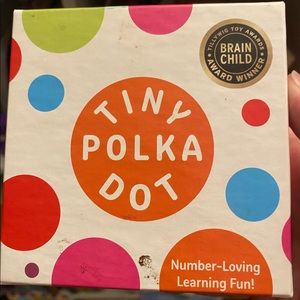 TILLYWIG TOY AWARDS
BRAIN
CHILD
AWARD WINNER
TINY
POLKA
DOT
Number-Loving
Learning Fun!